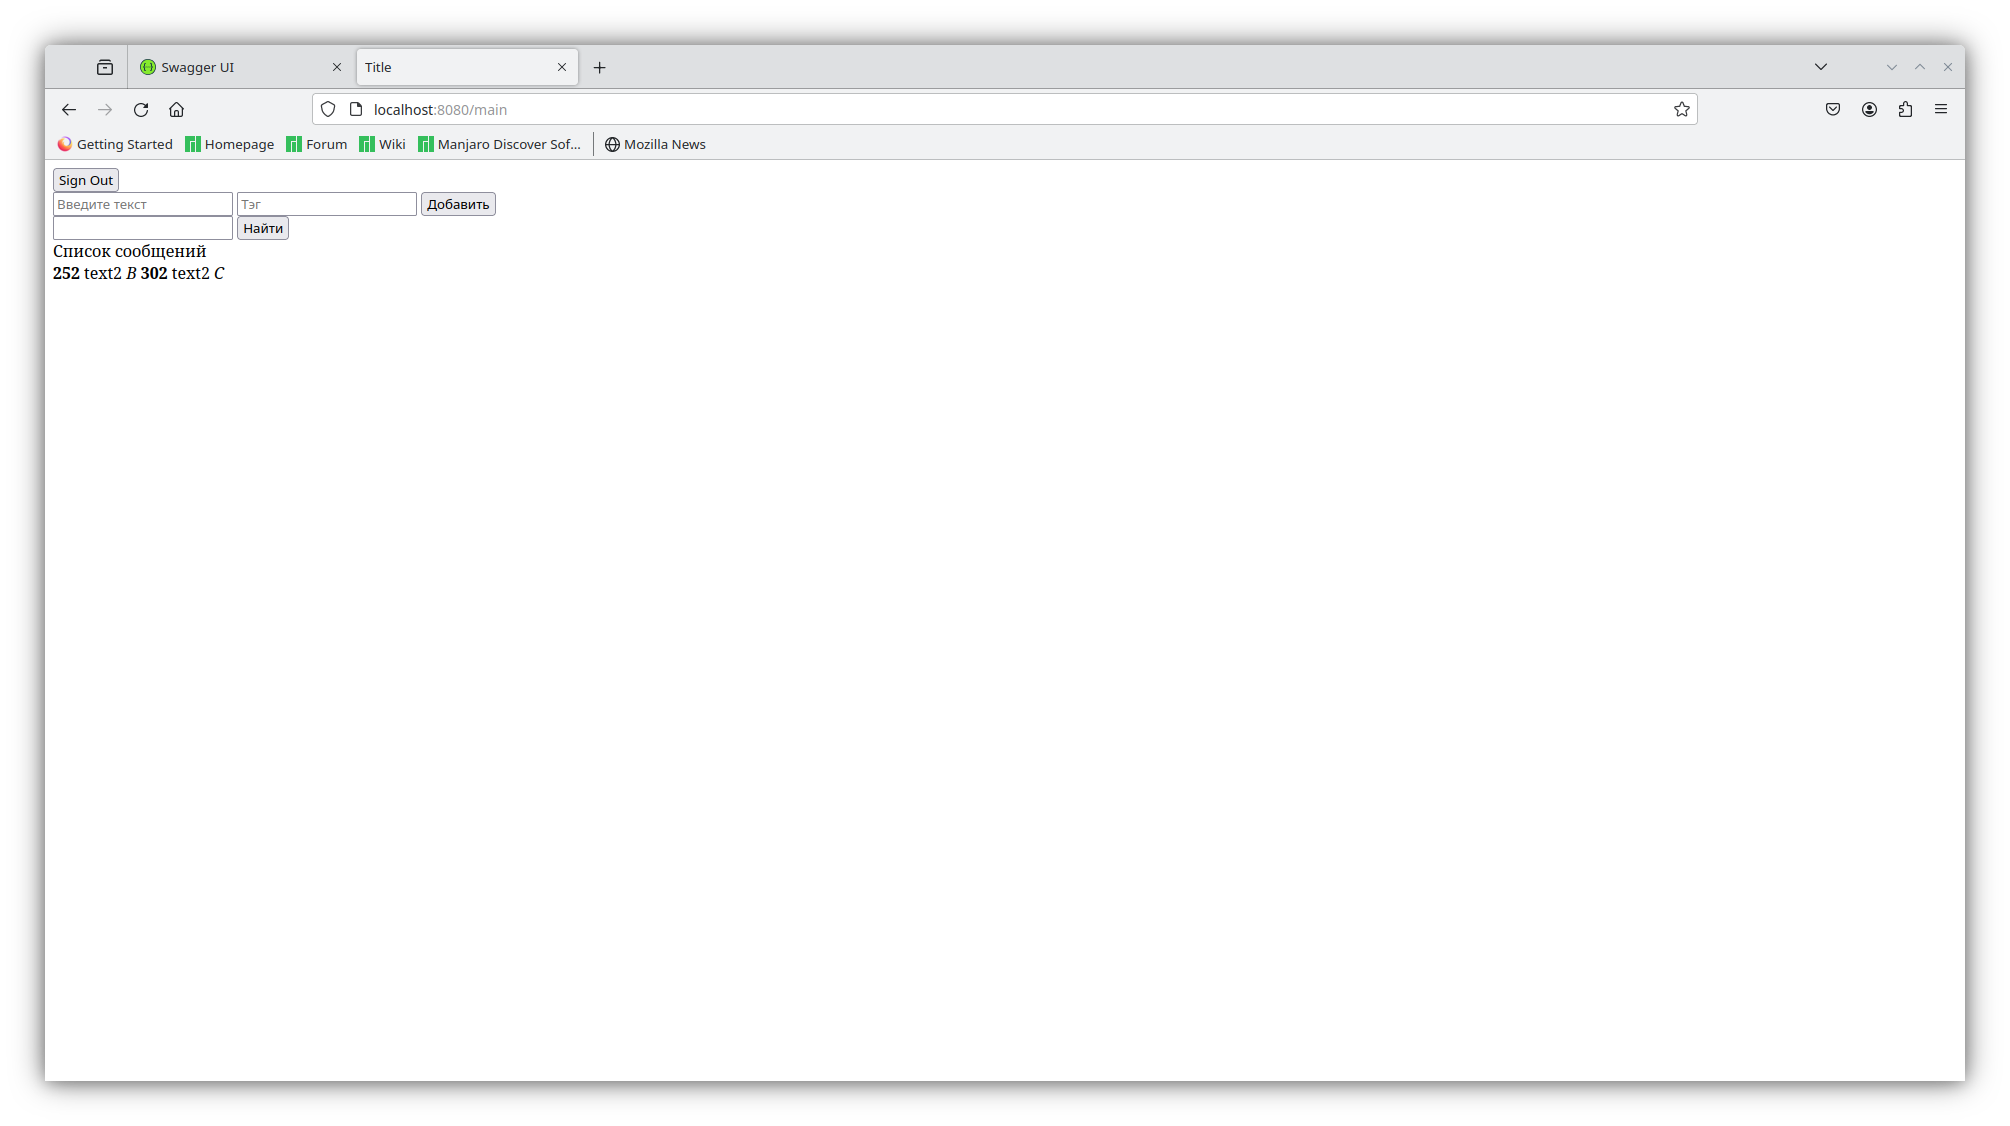 Swagger UI
Title
localhost:8080/main
Getting Started Homepage Forum Wiki Manjaro Discover Sof... Mozilla News
Sign Out
Введите текст Тэг Добавить
Найти
Список сообщений
252 text2 B 302 text2 C